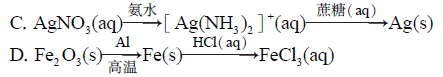 C. AgNO₃(aq) —氨水→ [Ag(NH₃)₂]⁺(aq) —蔗糖(aq)→ Ag(s)
D. Fe₂O₃(s) —Al/高温→ Fe(s) —HCl(aq)→ FeCl₃(aq)